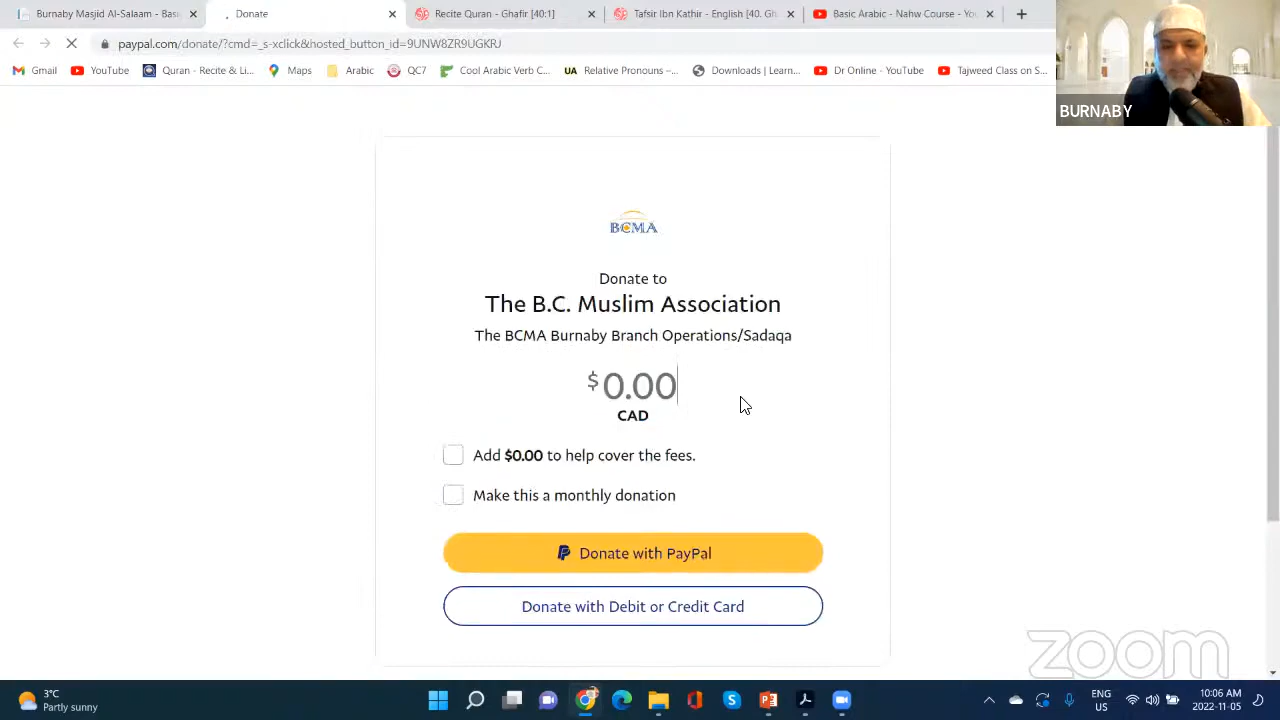 Burnaby Masjid Al-Salaam - Basi
Donate
Recite Quran - Ghafir [40:1]
Tafsir Ibn Kathir - English [40. Gh
Basic Arabic - Nahw Course - You
paypal.com/donate/?cmd=_s-xclick&hosted_button_id=9UNW8ZR9UGKRJ
Gmail
YouTube
Quran - Recite & Li...
Maps
Arabic
QC7
Cool Arabic Verb C...
UA
Relative Pronouns –...
Downloads | Learn...
Dr Online - YouTube
Tajweed Class on S...
BURNABY
BCMA
Donate to
The B.C. Muslim Association
The BCMA Burnaby Branch Operations/Sadaqa
$0.00
CAD
Add $0.00 to help cover the fees.
Make this a monthly donation
Donate with PayPal
Donate with Debit or Credit Card
zoom
3°C
Partly sunny
ENG
US
10:06 AM
2022-11-05